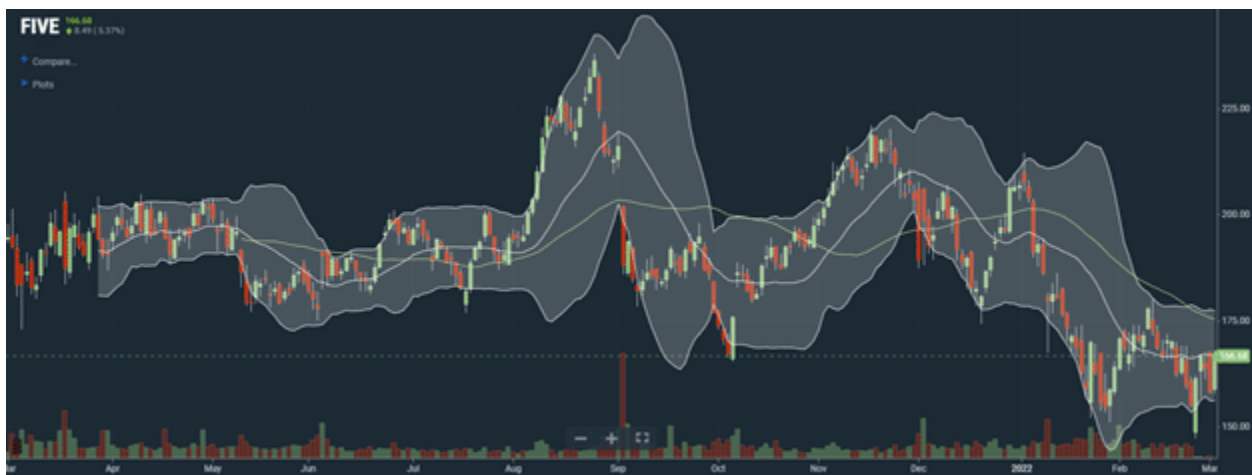 FIVE 166.68
8.49 (5.37%)
Compare...
Plots
225.00
200.00
175.00
166.68
150.00
Apr May Jun Jul Aug Sep Oct Nov Dec 2022 Feb Mar